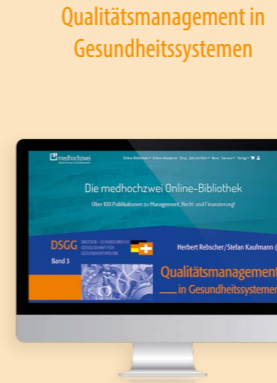 Qualitätsmanagement in
Gesundheitssystemen
medhochzwei
Die medhochzwei Online-Bibliothek
Über 100 Publikationen zu Management, Recht und Finanzierung!
DSGG
Band 3
Herbert Rebscher/Stefan Kaufmann (
Qualitätsmanagement
in Gesundheitssystemen